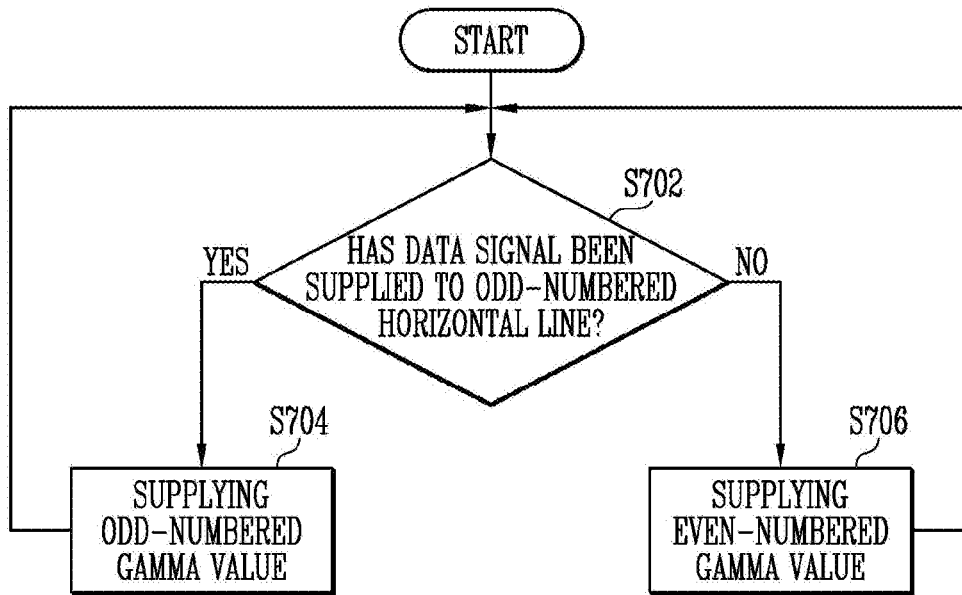 START
S702
HAS DATA SIGNAL BEEN
SUPPLIED TO ODD-NUMBERED
HORIZONTAL LINE?
YES
NO
S704
SUPPLYING
ODD-NUMBERED
GAMMA VALUE
S706
SUPPLYING
EVEN-NUMBERED
GAMMA VALUE